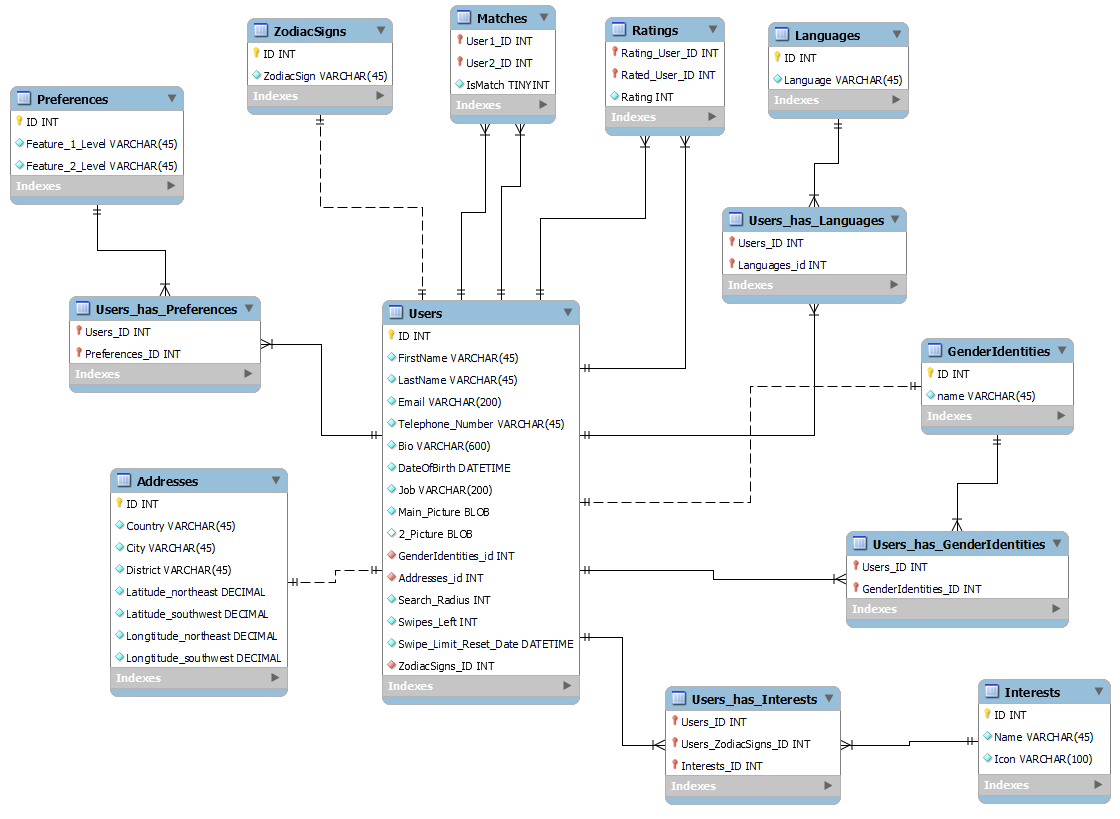 ZodiacSigns
ID INT
ZodiacSign VARCHAR(45)
Indexes
Matches
User1_ID INT
User2_ID INT
IsMatch TINYINT
Indexes
Ratings
Rating_User_ID INT
Rated_User_ID INT
Rating INT
Indexes
Languages
ID INT
Language VARCHAR(45)
Indexes
Preferences
ID INT
Feature_1_Level VARCHAR(45)
Feature_2_Level VARCHAR(45)
Indexes
Users_has_Languages
Users_ID INT
Languages_id INT
Indexes
Users_has_Preferences
Users_ID INT
Preferences_ID INT
Indexes
Users
ID INT
FirstName VARCHAR(45)
LastName VARCHAR(45)
Email VARCHAR(200)
Telephone_Number VARCHAR(45)
Bio VARCHAR(600)
DateOfBirth DATETIME
Job VARCHAR(200)
Main_Picture BLOB
2_Picture BLOB
GenderIdentities_id INT
Addresses_id INT
Search_Radius INT
Swipes_Left INT
Swipe_Limit_Reset_Date DATETIME
ZodiacSigns_ID INT
Indexes
GenderIdentities
ID INT
name VARCHAR(45)
Indexes
Addresses
ID INT
Country VARCHAR(45)
City VARCHAR(45)
District VARCHAR(45)
Latitude_northeast DECIMAL
Latitude_southwest DECIMAL
Longtitude_northeast DECIMAL
Longtitude_southwest DECIMAL
Indexes
Users_has_GenderIdentities
Users_ID INT
GenderIdentities_ID INT
Indexes
Users_has_Interests
Users_ID INT
Users_ZodiacSigns_ID INT
Interests_ID INT
Indexes
Interests
ID INT
Name VARCHAR(45)
Icon VARCHAR(100)
Indexes